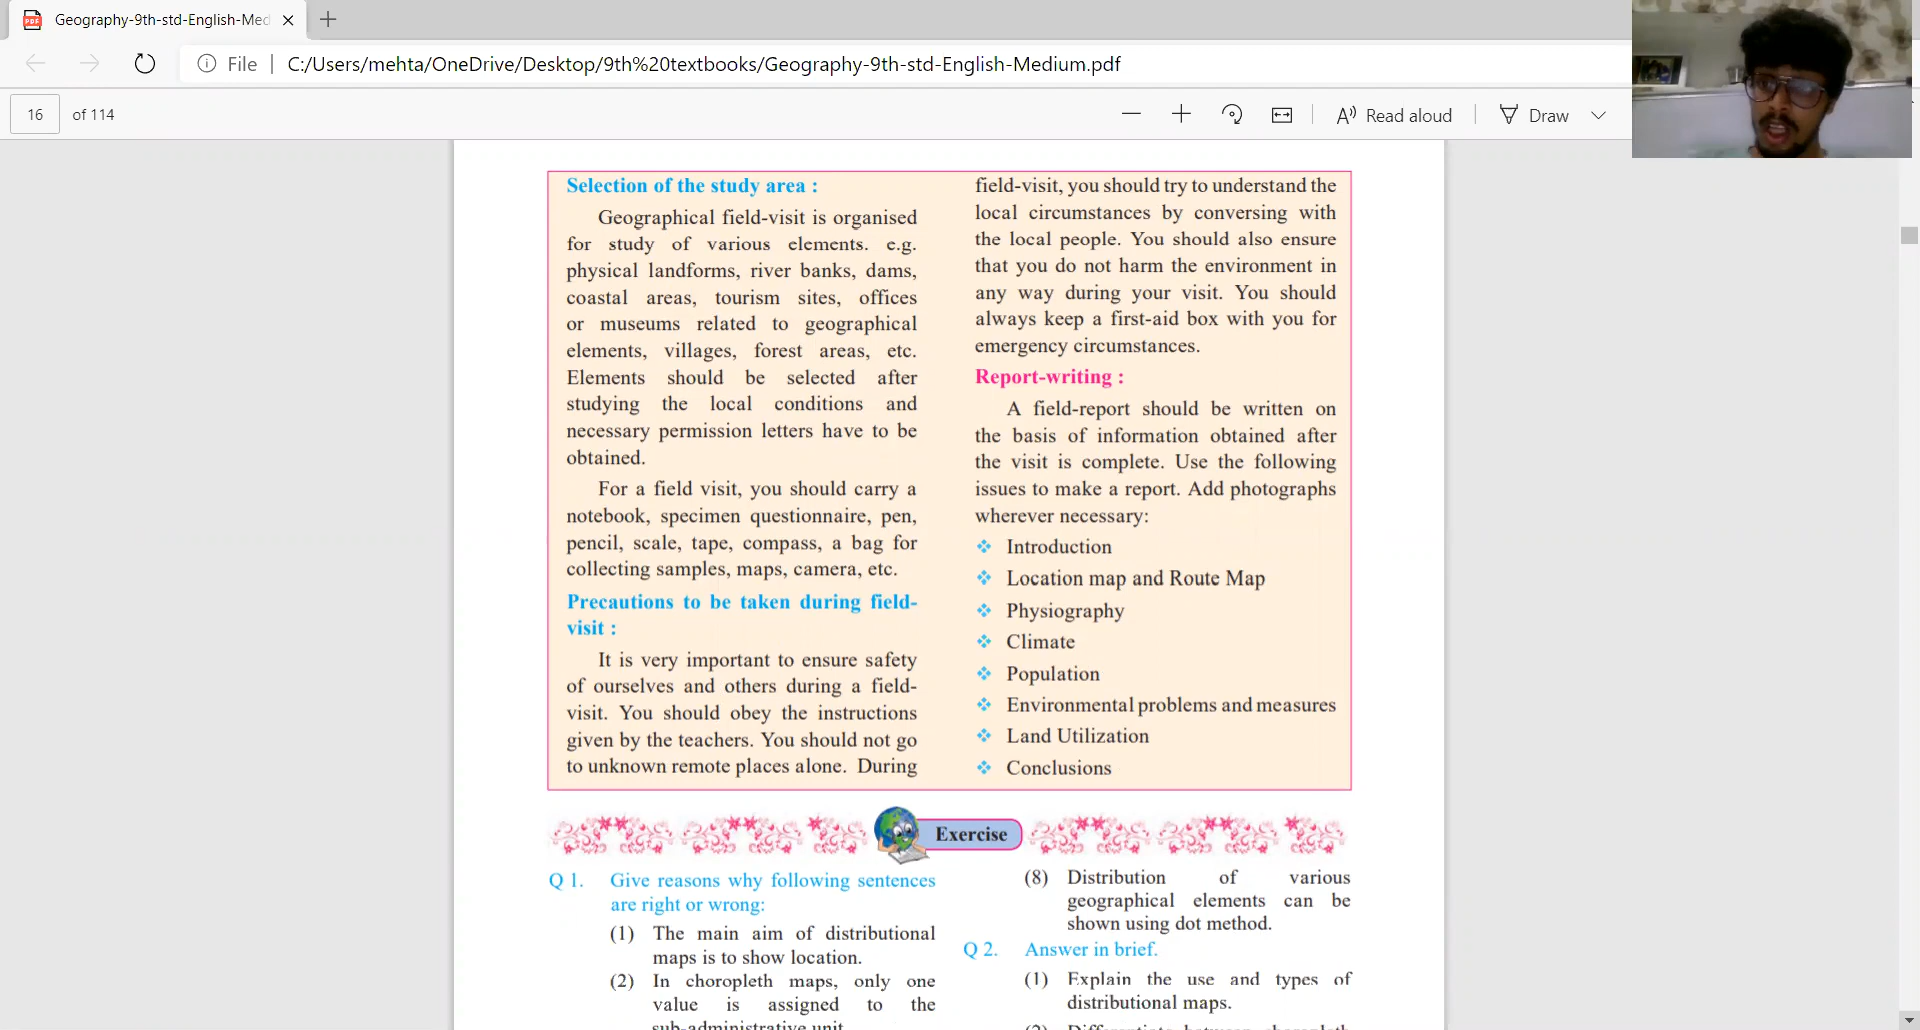 Geography-9th-std-English-Med
File
C:/Users/mehta/OneDrive/Desktop/9th%20textbooks/Geography-9th-std-English-Medium.pdf
16 of 114
Read aloud
Draw
Selection of the study area :
Geographical field-visit is organised
for study of various elements. e.g.
physical landforms, river banks, dams,
coastal areas, tourism sites, offices
or museums related to geographical
elements, villages, forest areas, etc.
Elements should be selected after
studying the local conditions and
necessary permission letters have to be
obtained.
For a field visit, you should carry a
notebook, specimen questionnaire, pen,
pencil, scale, tape, compass, a bag for
collecting samples, maps, camera, etc.
Precautions to be taken during field-
visit :
It is very important to ensure safety
of ourselves and others during a field-
visit. You should obey the instructions
given by the teachers. You should not go
to unknown remote places alone. During
field-visit, you should try to understand the
local circumstances by conversing with
the local people. You should also ensure
that you do not harm the environment in
any way during your visit. You should
always keep a first-aid box with you for
emergency circumstances.
Report-writing :
A field-report should be written on
the basis of information obtained after
the visit is complete. Use the following
issues to make a report. Add photographs
wherever necessary:
Introduction
Location map and Route Map
Physiography
Climate
Population
Environmental problems and measures
Land Utilization
Conclusions
Exercise
Q 1. Give reasons why following sentences
are right or wrong:
(1) The main aim of distributional
maps is to show location.
(2) In choropleth maps, only one
value is assigned to the
sub-administrative unit
(8) Distribution of various
geographical elements can be
shown using dot method.
Q 2. Answer in brief.
(1) Explain the use and types of
distributional maps.
(2) Differentiate between choropleth